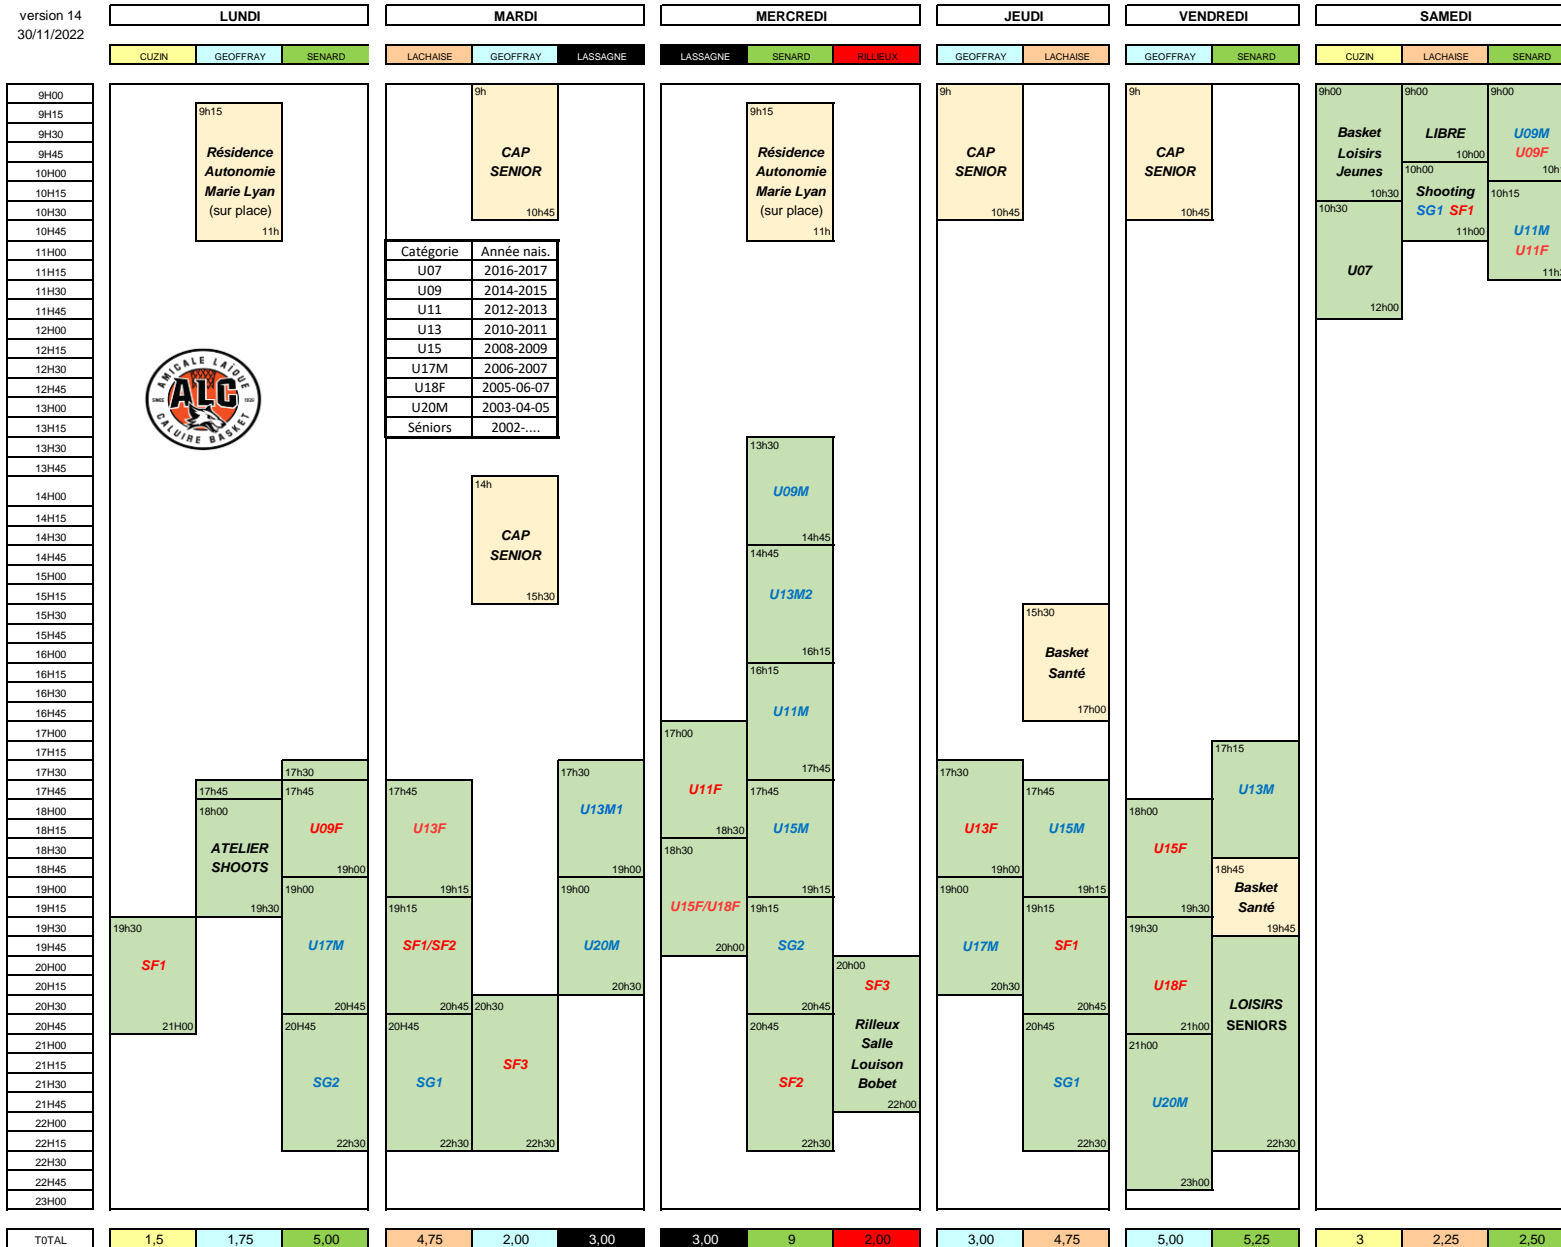 version 14
30/11/2022
LUNDI MARDI MERCREDI JEUDI VENDREDI SAMEDI
CUZIN GEOFFRAY SENARD LACHAISE GEOFFRAY LASSAGNE LASSAGNE SENARD RILLIEUX GEOFFRAY LACHAISE GEOFFRAY SENARD CUZIN LACHAISE SENARD
9H00 9h 9h 9h 9h00 9h00 9h00
9H15 9h15 9h15
9H30 Basket LIBRE U09M
9H45 Résidence CAP Résidence CAP CAP Loisirs 10h00 U09F
10H00 Autonomie SENIOR Autonomie SENIOR SENIOR Jeunes 10h00 10h
10H15 Marie Lyan Marie Lyan 10h30 Shooting 10h15
10H30 (sur place) 10h45 (sur place) 10h45 10h45 10h30 SG1 SF1
10H45 11h 11h 11h00 U11M
11H00 Catégorie Année nais. U11F
11H15 U07 2016-2017 U07 11h
11H30 U09 2014-2015
11H45 U11 2012-2013 12h00
12H00 U13 2010-2011
12H15 U15 2008-2009
12H30 U17M 2006-2007
12H45 U18F 2005-06-07
13H00 U20M 2003-04-05
13H15 Séniors 2002-....
AMICALE LAÏQUE
SINCE ALC 1936
CALUIRE BASKET
13H30 13h30
13H45
14H00 14h U09M
14H15
14H30 CAP 14h45
14H45 SENIOR 14h45
15H00
15H15 15h30 U13M2
15H30 15h30
15H45
16H00 16h15 Basket
16H15 16h15 Santé
16H30
16H45 U11M 17h00
17H00 17h00
17H15 17h15
17H30 17h30 17h30 17h45 17h30
17H45 17h45 17h45 17h45 U11F 17h45 17h45 U13M
18H00 18h00 U13M1 18h00
18H15 U09F U13F 18h30 U15M U13F U15M
18H30 ATELIER 18h30 U15F
18H45 SHOOTS 19h00 19h00 19h00 18h45
19H00 19h00 19h15 19h00 19h15 19h00 19h15 Basket
19H15 19h30 19h15 U15F/U18F 19h15 19h15 19h30 Santé
19H30 19h30 19h30 19h45
19H45 U17M SF1/SF2 U20M 20h00 SG2 U17M SF1
20H00 SF1 20h00
20H15 20h30 SF3 20h30 U18F
20H30 20H45 20h45 20h30 20h45 20h45 LOISIRS
20H45 21H00 20H45 20H45 20h45 Rilleux 20h45 21h00 SENIORS
21H00 Salle 21h00
21H15 SF3 Louison
21H30 SG2 SG1 SF2 Bobet SG1
21H45 22h00 U20M
22H00
22H15 22h30 22h30 22h30 22h30 22h30 22h30
22H30
22H45 23h00
23H00
TOTAL 1,5 1,75 5,00 4,75 2,00 3,00 3,00 9 2,00 3,00 4,75 5,00 5,25 3 2,25 2,50